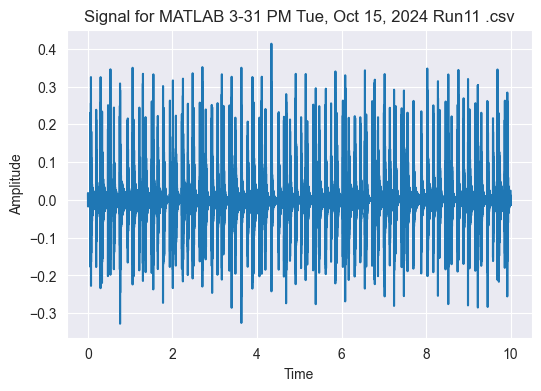 Signal for MATLAB 3-31 PM Tue, Oct 15, 2024 Run11 .csv
0.4
0.3
0.2
0.1
0.0
−0.1
−0.2
−0.3
Amplitude
0 2 4 6 8 10
Time